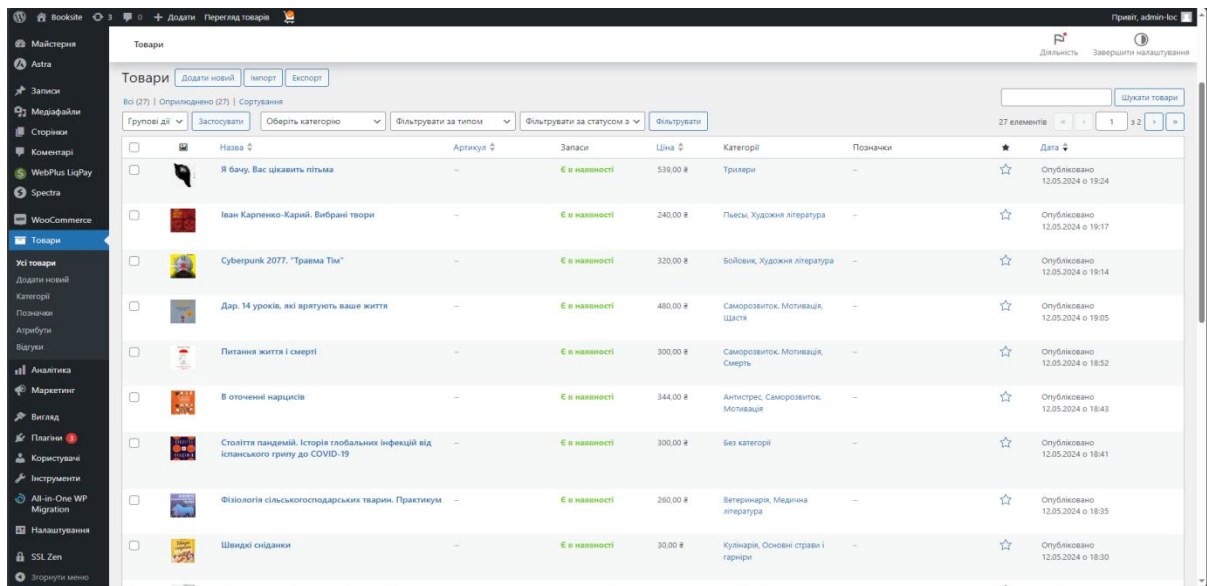 Booksite 3 0 + Додати Перегляд товарів Привіт, admin-loc
Майстерня
Astra
Записи
Медіафайли
Сторінки
Коментарі
WebPlus LiqPay
Spectra
WooCommerce
Товари
Усі товари
Додати новий
Категорії
Позначки
Атрибути
Відгуки
Аналітика
Маркетинг
Вигляд
Плагіни 3
Користувачі
Інструменти
All-in-One WP
Migration
Налаштування
SSL Zen
Згорнути меню
Товари
Діяльність Завершити налаштування
Товари Додати новий Імпорт Експорт
Всі (27) | Оприлюднено (27) | Сортування
Шукати товари
Групові дії Застосувати Оберіть категорію Фільтрувати за типом Фільтрувати за статусом з Фільтрувати 27 елементів « ‹ 1 з 2 › »
Назва Артикул Запаси Ціна Категорії Позначки ★ Дата
Я бачу, Вас цікавить пітьма – Є в наявності 539,00 ₴ Трилери – Опубліковано
12.05.2024 о 19:24
Іван Карпенко-Карий. Вибрані твори – Є в наявності 240,00 ₴ Пьесы, Художня література – Опубліковано
12.05.2024 о 19:17
Cyberpunk 2077. "Травма Тім" – Є в наявності 320,00 ₴ Бойовик, Художня література – Опубліковано
12.05.2024 о 19:14
Дар. 14 уроків, які врятують ваше життя – Є в наявності 480,00 ₴ Саморозвиток. Мотивація, – Опубліковано
Щастя 12.05.2024 о 19:05
Питання життя і смерті – Є в наявності 300,00 ₴ Саморозвиток. Мотивація, – Опубліковано
Смерть 12.05.2024 о 18:52
В оточенні нарцисів – Є в наявності 344,00 ₴ Антистрес, Саморозвиток. – Опубліковано
Мотивація 12.05.2024 о 18:43
Століття пандемій. Історія глобальних інфекцій від – Є в наявності 300,00 ₴ Без категорії – Опубліковано
іспанського грипу до COVID-19 12.05.2024 о 18:41
Фізіологія сільськогосподарських тварин. Практикум – Є в наявності 260,00 ₴ Ветеринарія, Медична – Опубліковано
література 12.05.2024 о 18:35
Швидкі сніданки – Є в наявності 30,00 ₴ Кулінарія, Основні страви і – Опубліковано
гарніри 12.05.2024 о 18:30